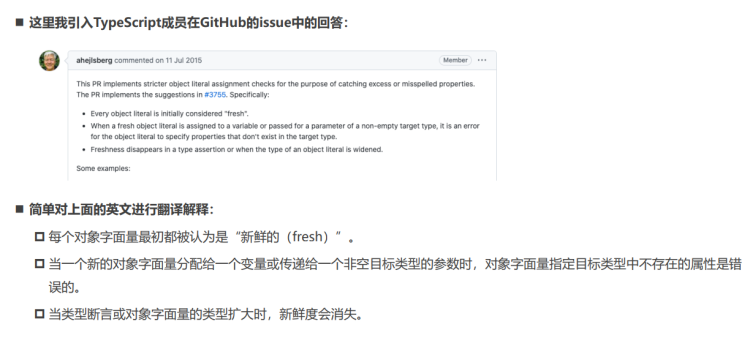 这里我引入TypeScript成员在GitHub的issue中的回答：
ahejlsberg commented on 11 Jul 2015
Member ···
This PR implements stricter object literal assignment checks for the purpose of catching excess or misspelled properties.
The PR implements the suggestions in #3755. Specifically:
• Every object literal is initially considered "fresh".
• When a fresh object literal is assigned to a variable or passed for a parameter of a non-empty target type, it is an error
for the object literal to specify properties that don't exist in the target type.
• Freshness disappears in a type assertion or when the type of an object literal is widened.
Some examples:
简单对上面的英文进行翻译解释：
每个对象字面量最初都被认为是“新鲜的（fresh）”。
当一个新的对象字面量分配给一个变量或传递给一个非空目标类型的参数时，对象字面量指定目标类型中不存在的属性是错
误的。
当类型断言或对象字面量的类型扩大时，新鲜度会消失。